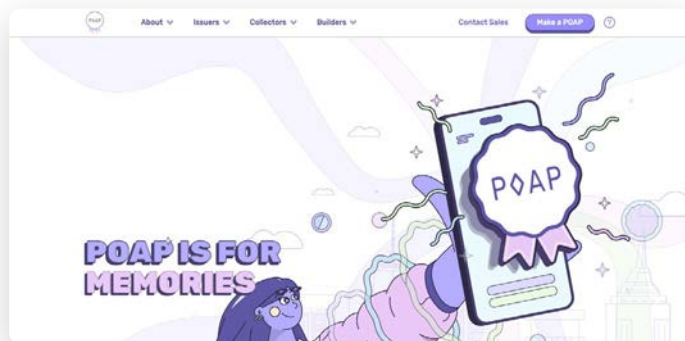 POAP
About
Issuers
Collectors
Builders
Contact Sales
Make a POAP
?
POAP
POAP IS FOR
MEMORIES